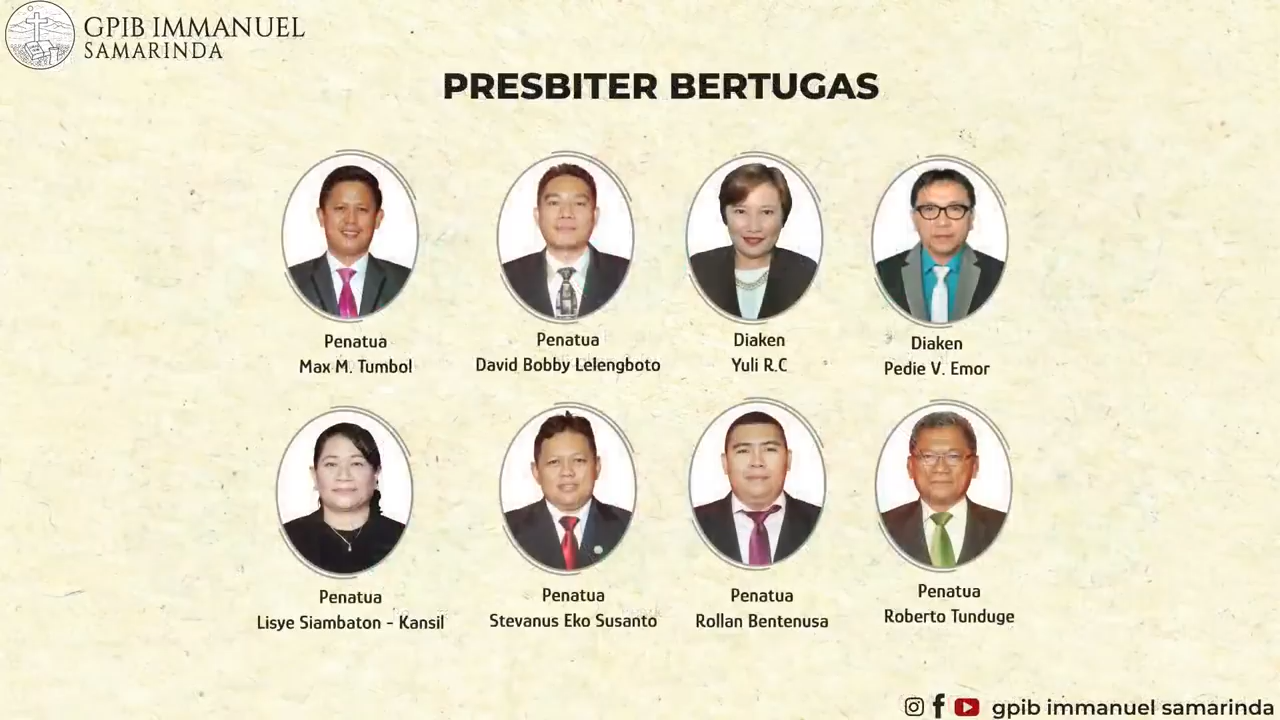 GPIB IMMANUEL
SAMARINDA
PRESBITER BERTUGAS
Penatua
Max M. Tumbol
Penatua
David Bobby Lelengboto
Diaken
Yuli R.C
Diaken
Pedie V. Emor
Penatua
Lisye Siambaton - Kansil
Penatua
Stevanus Eko Susanto
Penatua
Rollan Bentenusa
Penatua
Roberto Tunduge
gpib immanuel samarinda